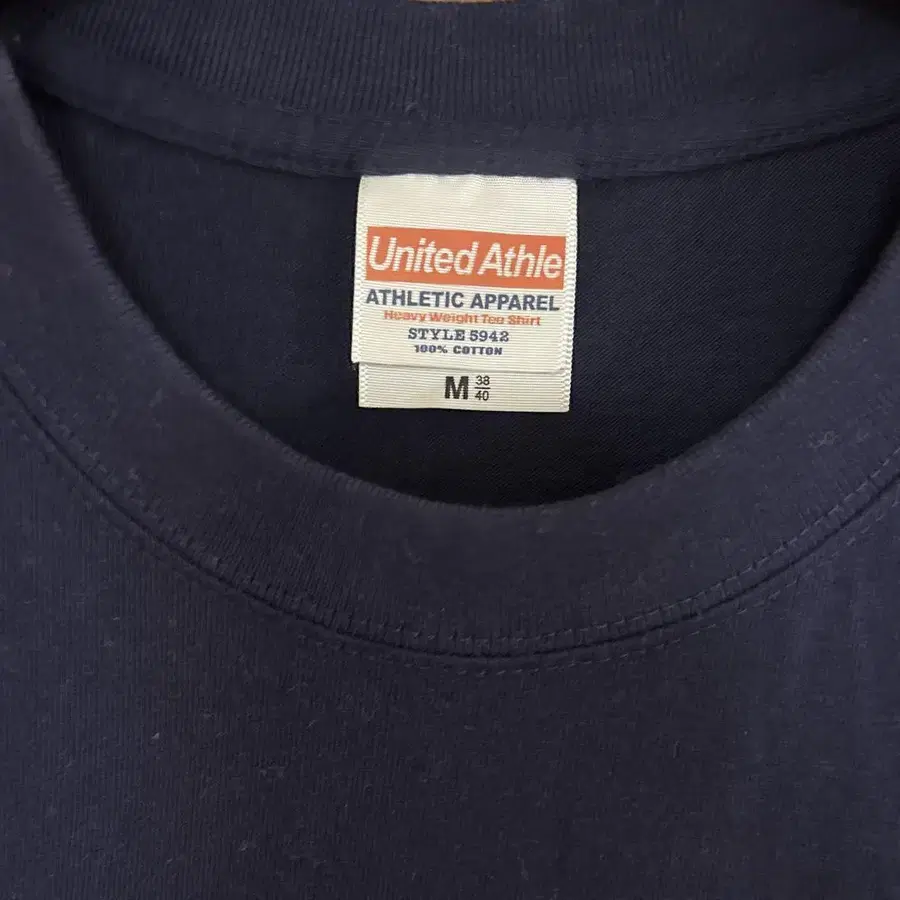 United Athle
ATHLETIC APPAREL
Heavy Weight Tee Shirt
STYLE 5942
100% COTTON
M 38/40